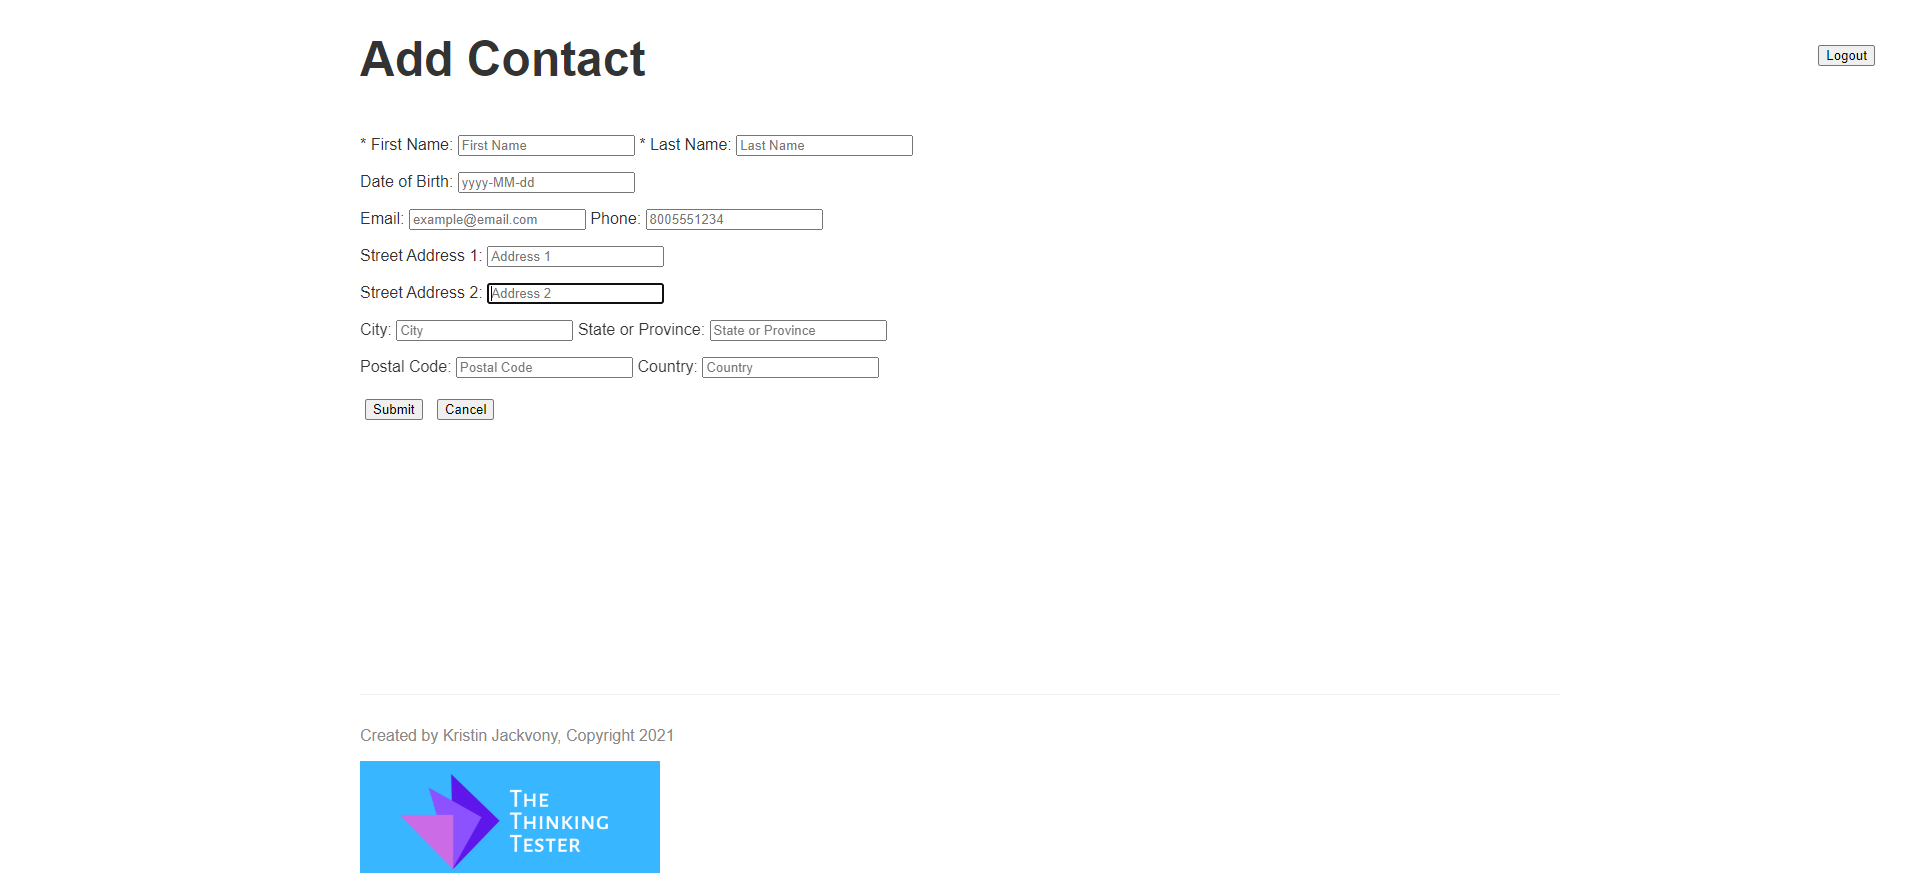 Add Contact
Logout
* First Name: First Name * Last Name: Last Name
Date of Birth: yyyy-MM-dd
Email: example@email.com Phone: 8005551234
Street Address 1: Address 1
Street Address 2: Address 2
City: City State or Province: State or Province
Postal Code: Postal Code Country: Country
Submit Cancel
Created by Kristin Jackvony, Copyright 2021
THE
THINKING
TESTER